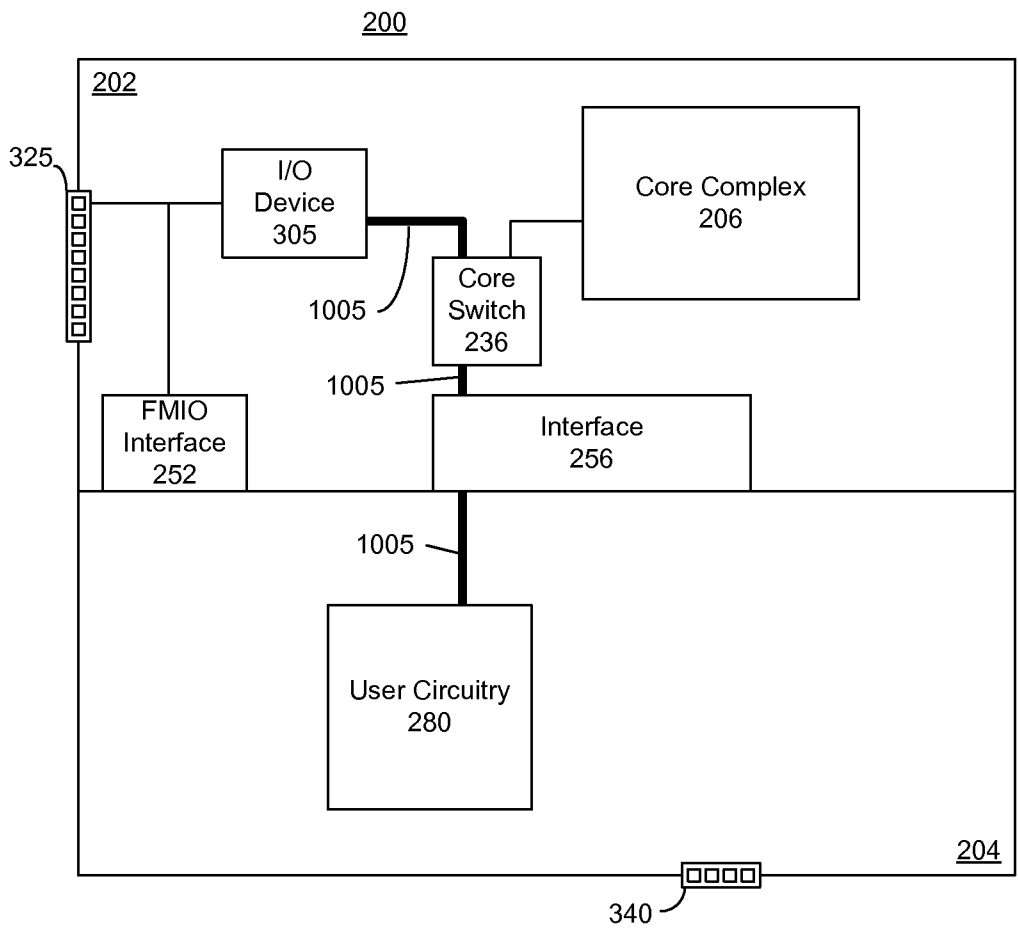 200
202
325
I/O
Device
305
Core Complex
206
1005
Core
Switch
236
1005
FMIO
Interface
252
Interface
256
1005
User Circuitry
280
204
340